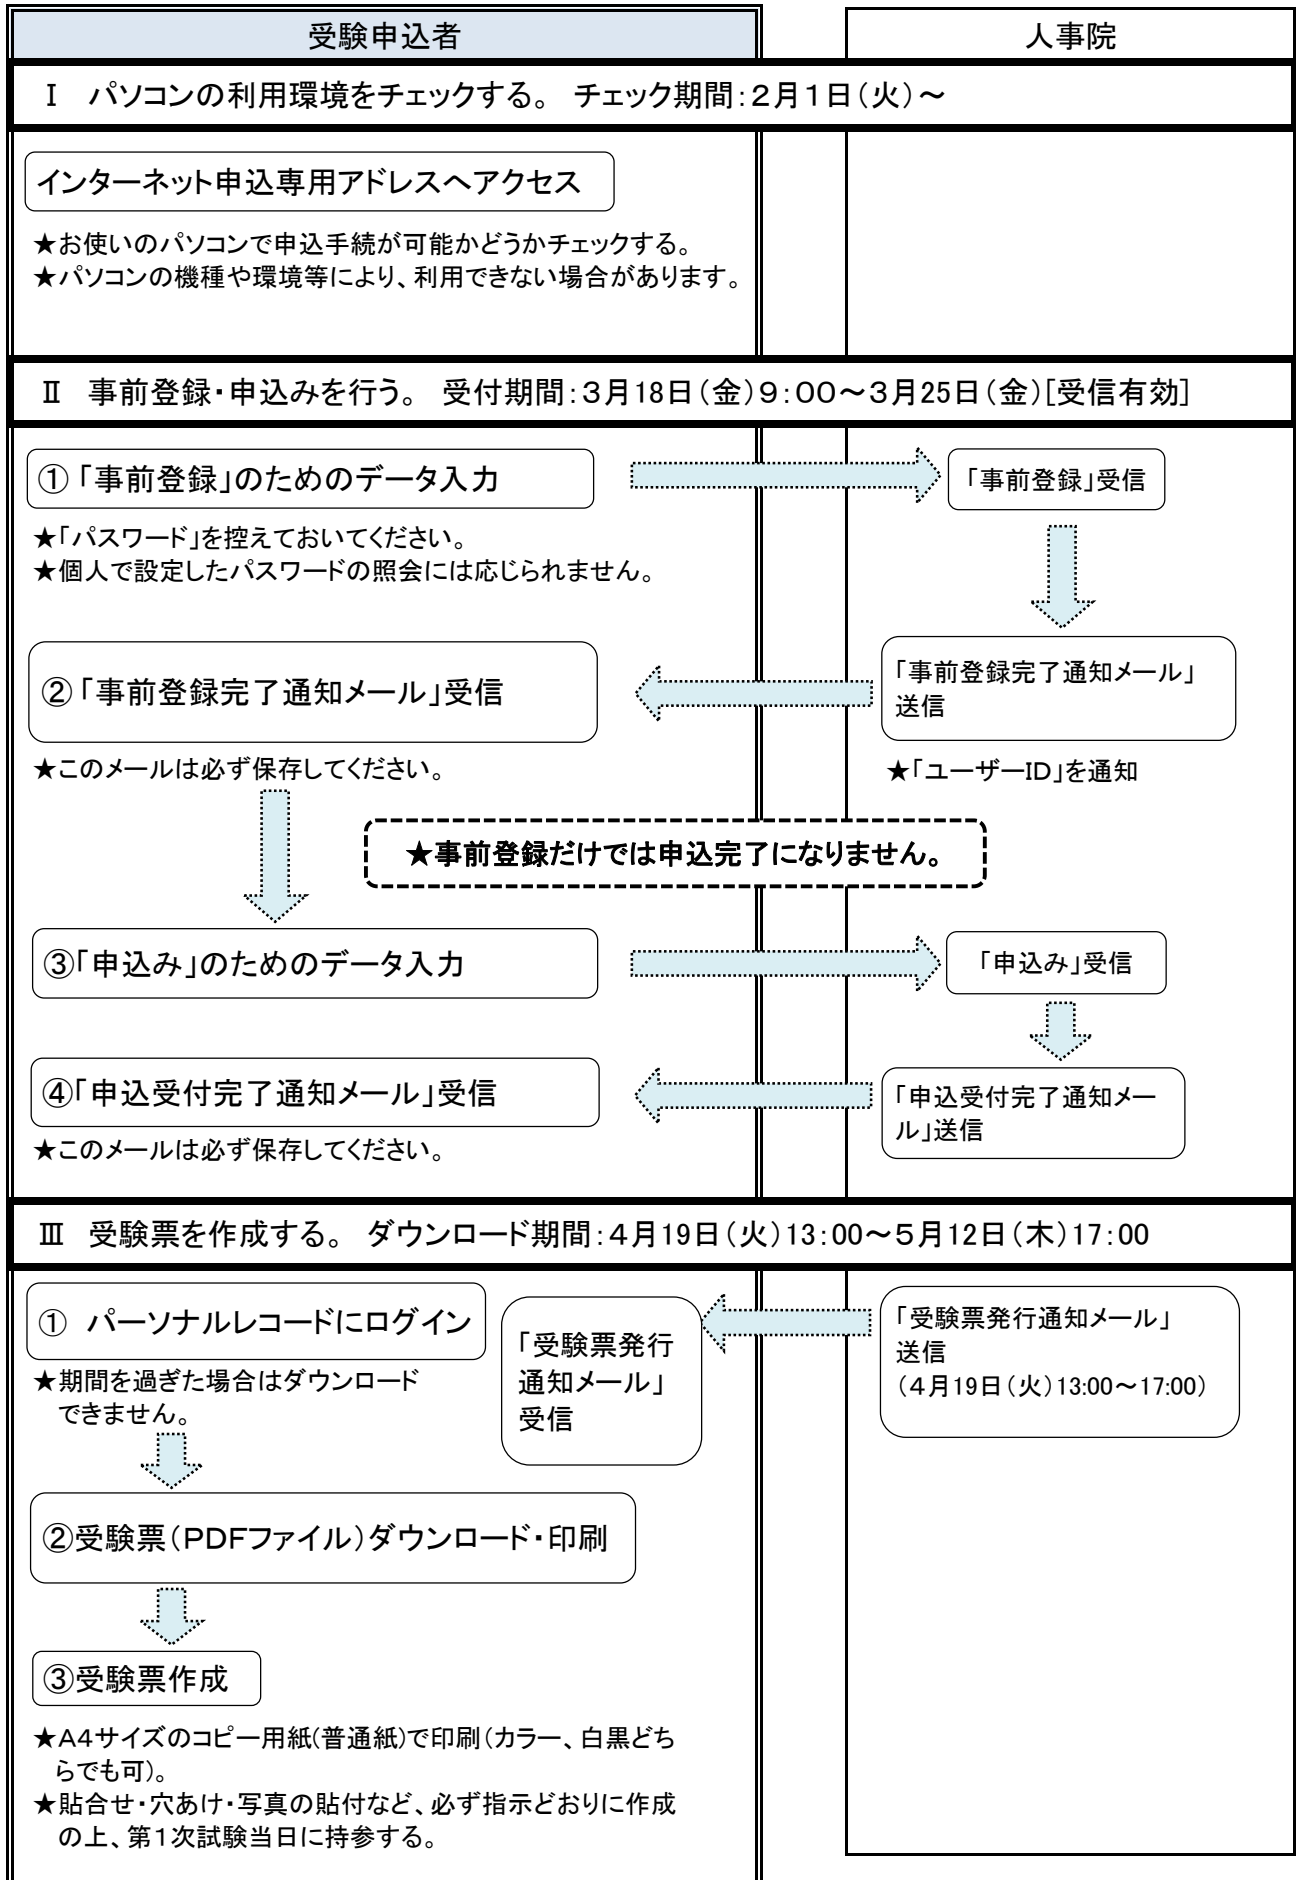 受験申込者
人事院
Ⅰ　パソコンの利用環境をチェックする。　チェック期間：２月１日（火）～
インターネット申込専用アドレスへアクセス
★お使いのパソコンで申込手続が可能かどうかチェックする。
★パソコンの機種や環境等により、利用できない場合があります。
Ⅱ　事前登録・申込みを行う。　受付期間：３月18日（金）９：００～３月25日（金）[受信有効]
①「事前登録」のためのデータ入力
「事前登録」受信
★「パスワード」を控えておいてください。
★個人で設定したパスワードの照会には応じられません。
②「事前登録完了通知メール」受信
「事前登録完了通知メール」
送信
★このメールは必ず保存してください。
★「ユーザーID」を通知
★事前登録だけでは申込完了になりません。
③「申込み」のためのデータ入力
「申込み」受信
④「申込受付完了通知メール」受信
「申込受付完了通知メー
ル」送信
★このメールは必ず保存してください。
Ⅲ　受験票を作成する。　ダウンロード期間：４月19日（火）13：00～５月12日（木）17：00
①　パーソナルレコードにログイン
★期間を過ぎた場合はダウンロード
できません。
「受験票発行
通知メール」
受信
「受験票発行通知メール」
送信
（４月19日（火）13:00～17:00）
②受験票（PDFファイル）ダウンロード・印刷
③受験票作成
★A4サイズのコピー用紙(普通紙)で印刷（カラー、白黒どち
らでも可）。
★貼合せ・穴あけ・写真の貼付など、必ず指示どおりに作成
の上、第１次試験当日に持参する。